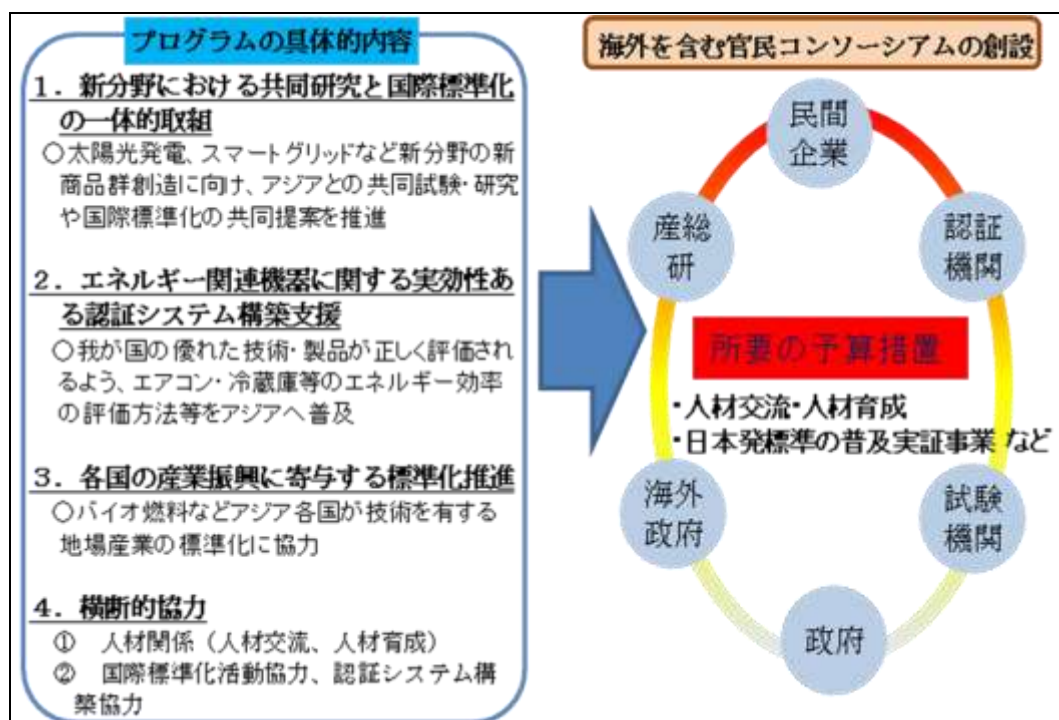 プログラムの具体的内容
1．新分野における共同研究と国際標準化
の一体的取組
○太陽光発電、スマートグリッドなど新分野の新
商品群創造に向け、アジアとの共同試験・研究
や国際標準化の共同提案を推進
2．エネルギー関連機器に関する実効性あ
る認証システム構築支援
○我が国の優れた技術・製品が正しく評価され
るよう、エアコン・冷蔵庫等のエネルギー効率
の評価方法等をアジアへ普及
3．各国の産業振興に寄与する標準化推進
○バイオ燃料などアジア各国が技術を有する
地場産業の標準化に協力
4．横断的協力
① 人材関係（人材交流、人材育成）
② 国際標準化活動協力、認証システム構
築協力
海外を含む官民コンソーシアムの創設
民間
企業
産総
研
認証
機関
所要の予算措置
・人材交流・人材育成
・日本発標準の普及実証事業 など
海外
政府
試験
機関
政府